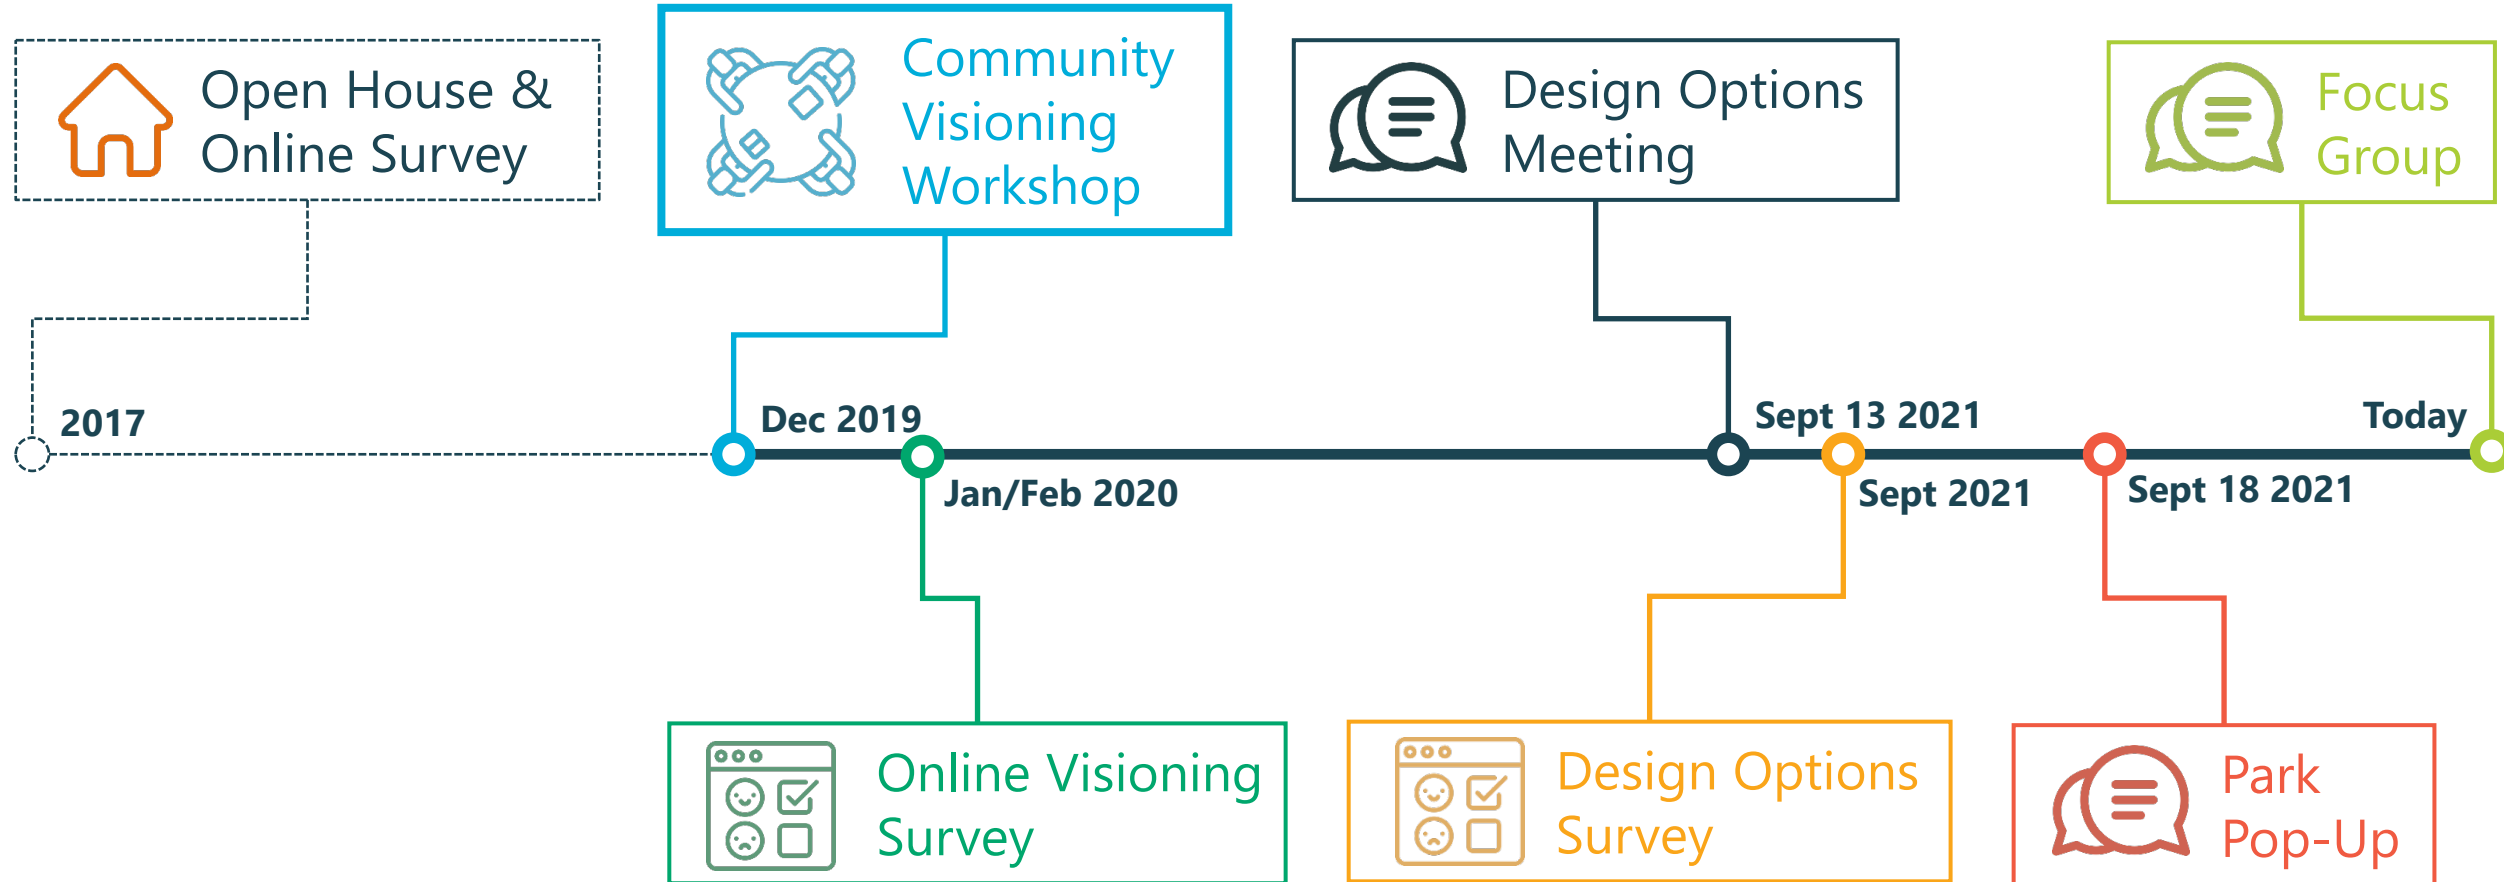 Open House &
Online Survey
Community
Visioning
Workshop
Design Options
Meeting
Focus
Group
2017
Dec 2019
Sept 13 2021
Today
Jan/Feb 2020
Sept 2021
Sept 18 2021
Online Visioning
Survey
Design Options
Survey
Park
Pop-Up